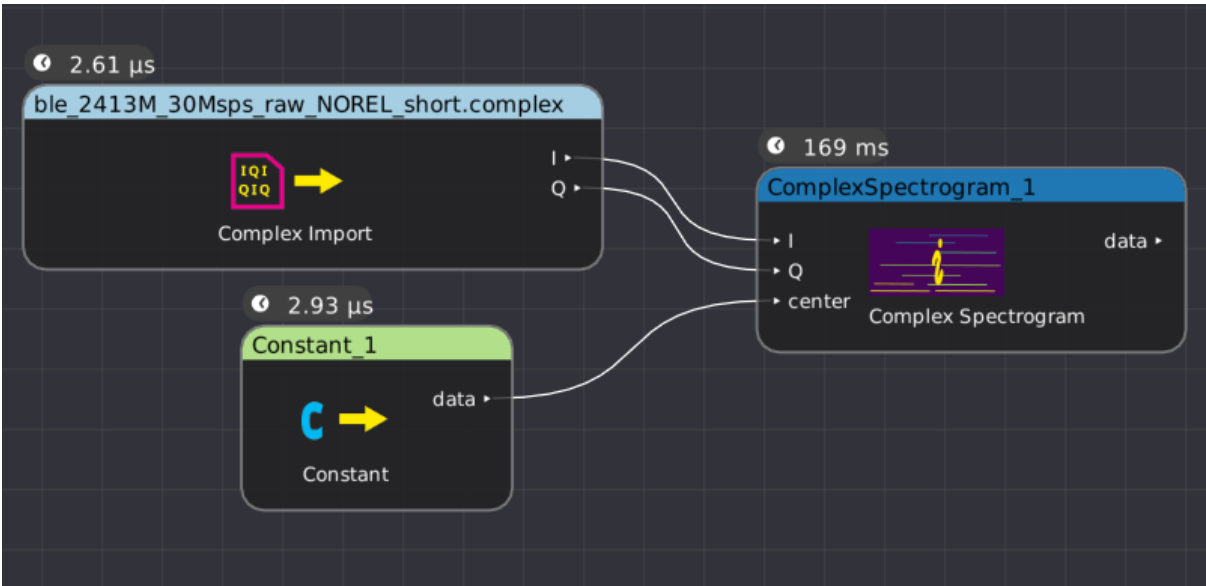 2.61 µs
ble_2413M_30Msps_raw_NOREL_short.complex
I
Q
IQI
QIQ
Complex Import
169 ms
ComplexSpectrogram_1
I
Q
center
data
Complex Spectrogram
2.93 µs
Constant_1
data
C
Constant